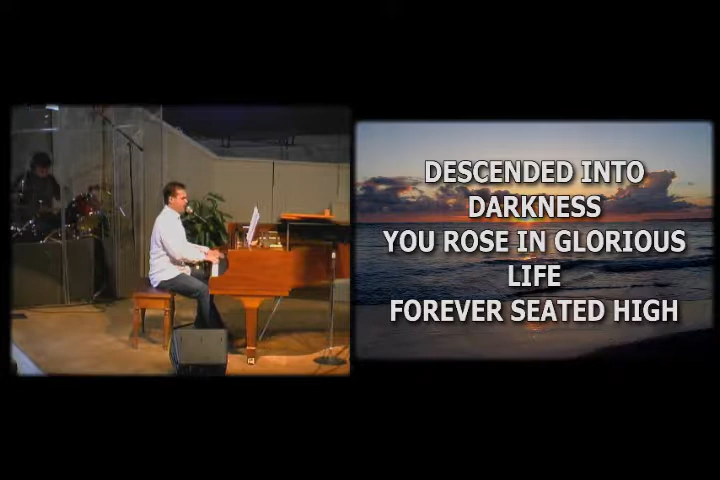 DESCENDED INTO
DARKNESS
YOU ROSE IN GLORIOUS
LIFE
FOREVER SEATED HIGH